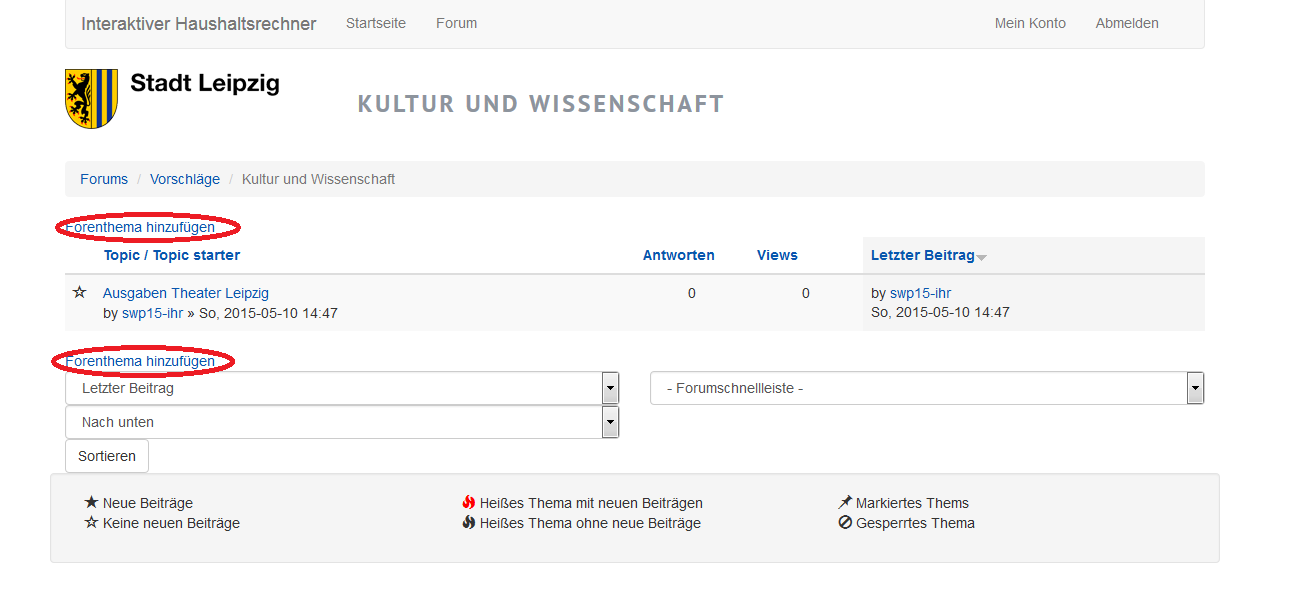 Interaktiver Haushaltsrechner Startseite Forum Mein Konto Abmelden
Stadt Leipzig
KULTUR UND WISSENSCHAFT
Forums / Vorschläge / Kultur und Wissenschaft
Forenthema hinzufügen
Topic / Topic starter Antworten Views Letzter Beitrag
Ausgaben Theater Leipzig 0 0 by swp15-ihr
by swp15-ihr » So, 2015-05-10 14:47 So, 2015-05-10 14:47
Forenthema hinzufügen
Letzter Beitrag - Forumschnellleiste -
Nach unten
Sortieren
Neue Beiträge Heißes Thema mit neuen Beiträgen Markiertes Thems
Keine neuen Beiträge Heißes Thema ohne neue Beiträge Gesperrtes Thema